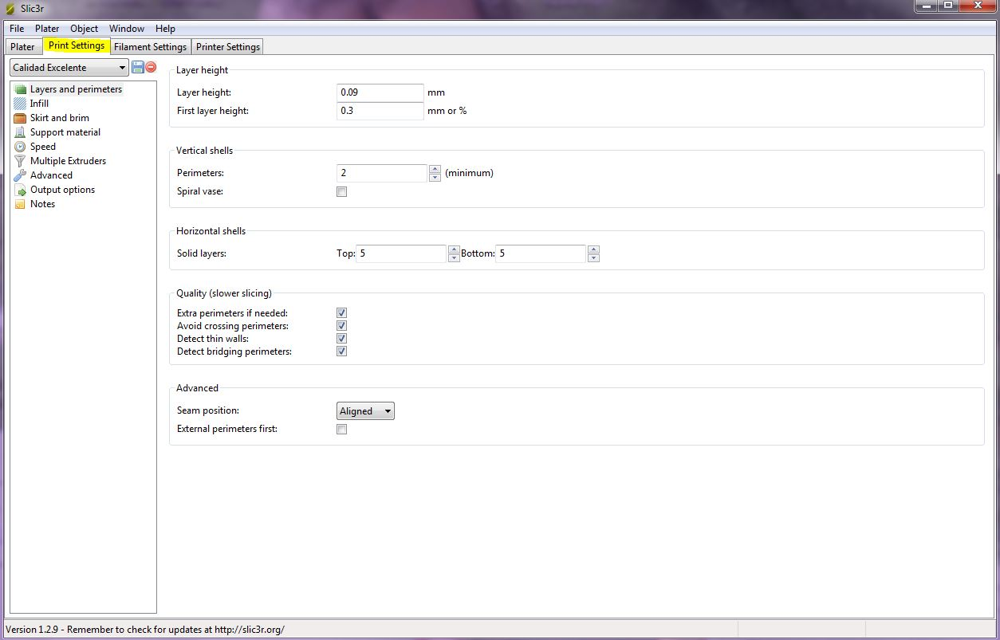 Slic3r
File Plater Object Window Help
Plater Print Settings Filament Settings Printer Settings
Calidad Excelente
Layers and perimeters
Infill
Skirt and brim
Support material
Speed
Multiple Extruders
Advanced
Output options
Notes
Layer height
Layer height: 0.09 mm
First layer height: 0.3 mm or %
Vertical shells
Perimeters: 2 (minimum)
Spiral vase:
Horizontal shells
Solid layers: Top: 5 Bottom: 5
Quality (slower slicing)
Extra perimeters if needed:
Avoid crossing perimeters:
Detect thin walls:
Detect bridging perimeters:
Advanced
Seam position: Aligned
External perimeters first:
Version 1.2.9 - Remember to check for updates at http://slic3r.org/